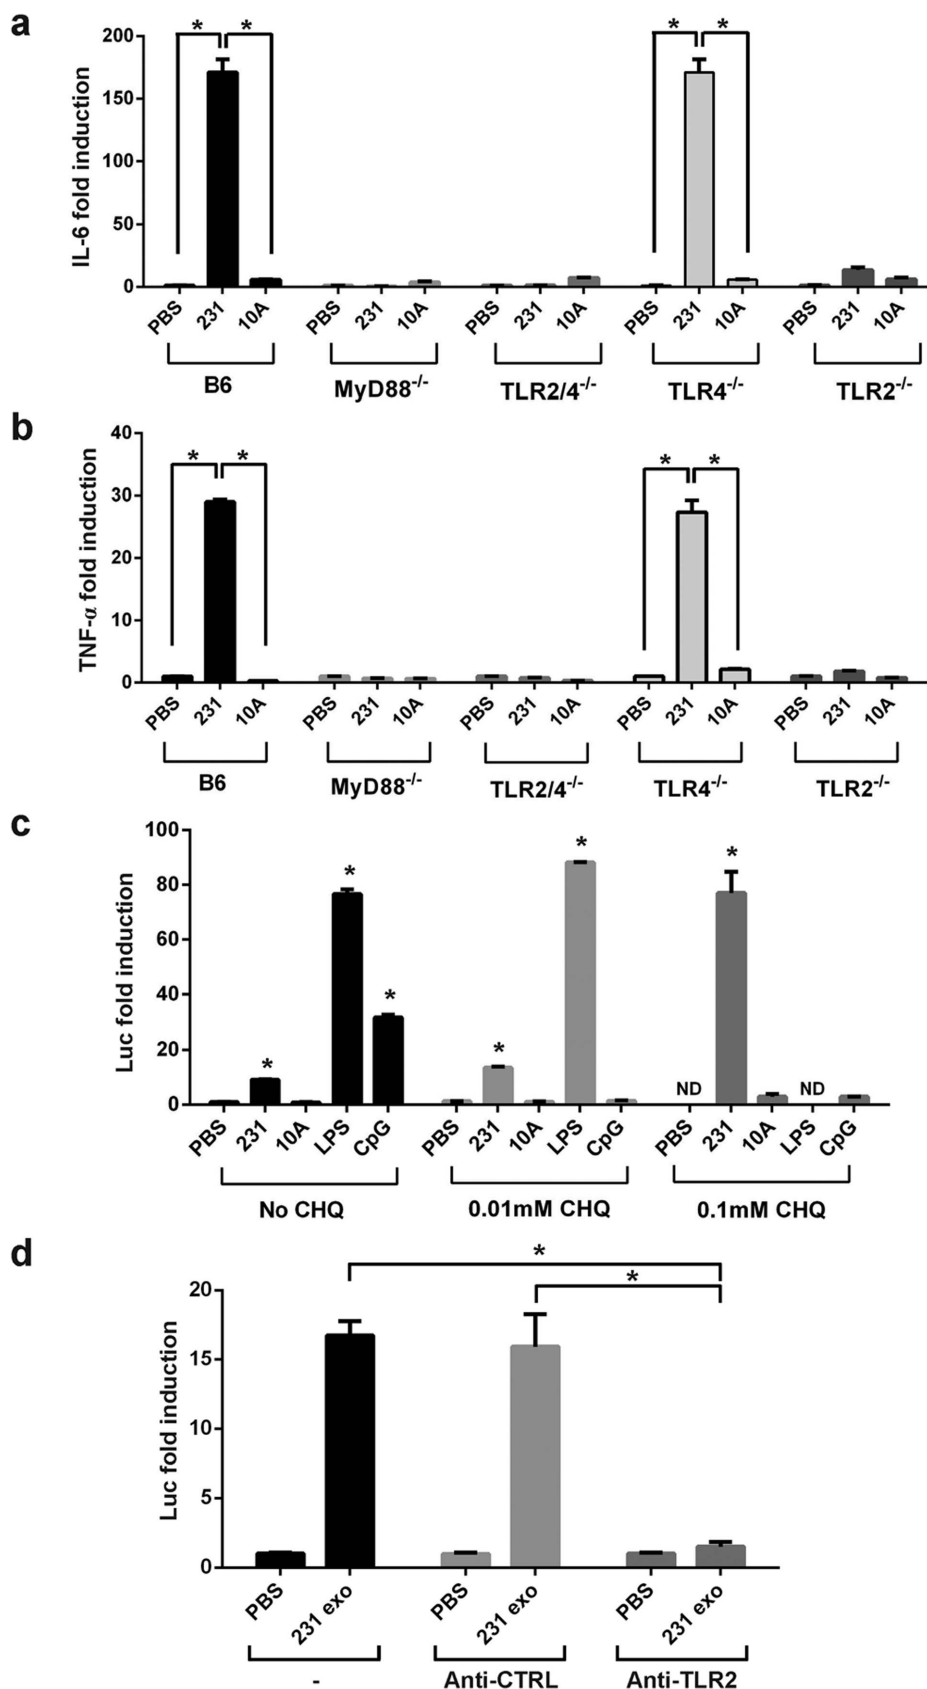 a
* * * *
IL-6 fold induction
200
150
100
50
0
PBS 231 10A PBS 231 10A PBS 231 10A PBS 231 10A PBS 231 10A
B6 MyD88-/- TLR2/4-/- TLR4-/- TLR2-/-
b
* * * *
TNF-α fold induction
40
30
20
10
0
PBS 231 10A PBS 231 10A PBS 231 10A PBS 231 10A PBS 231 10A
B6 MyD88-/- TLR2/4-/- TLR4-/- TLR2-/-
c
Luc fold induction
100
80
60
40
20
0
* * * * * *
ND ND
PBS 231 10A LPS CpG PBS 231 10A LPS CpG PBS 231 10A LPS CpG
No CHQ 0.01mM CHQ 0.1mM CHQ
d
*
*
Luc fold induction
20
15
10
5
0
PBS 231 exo PBS 231 exo PBS 231 exo
- Anti-CTRL Anti-TLR2